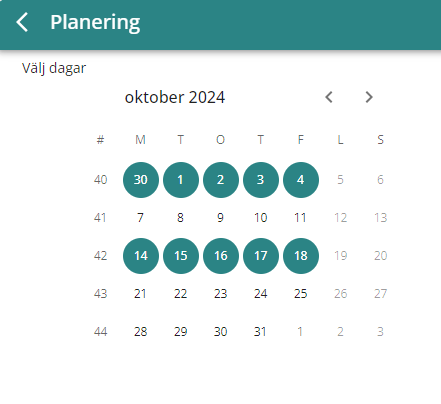 Planering
Välj dagar
oktober 2024
# M T O T F L S
40 30 1 2 3 4 5 6
41 7 8 9 10 11 12 13
42 14 15 16 17 18 19 20
43 21 22 23 24 25 26 27
44 28 29 30 31 1 2 3